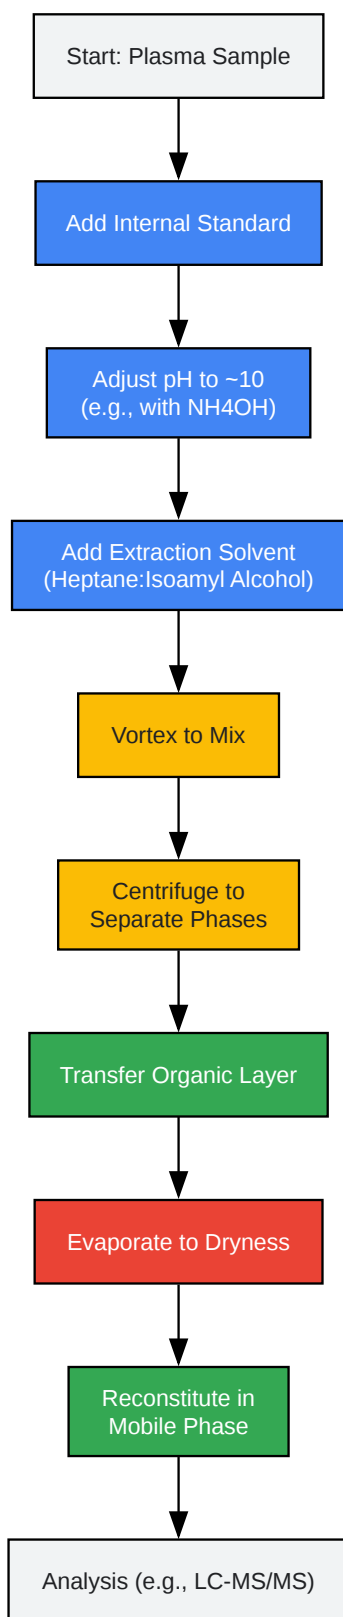 Start: Plasma Sample
Add Internal Standard
Adjust pH to ~10
(e.g., with NH4OH)
Add Extraction Solvent
(Heptane:Isoamyl Alcohol)
Vortex to Mix
Centrifuge to
Separate Phases
Transfer Organic Layer
Evaporate to Dryness
Reconstitute in
Mobile Phase
Analysis (e.g., LC-MS/MS)